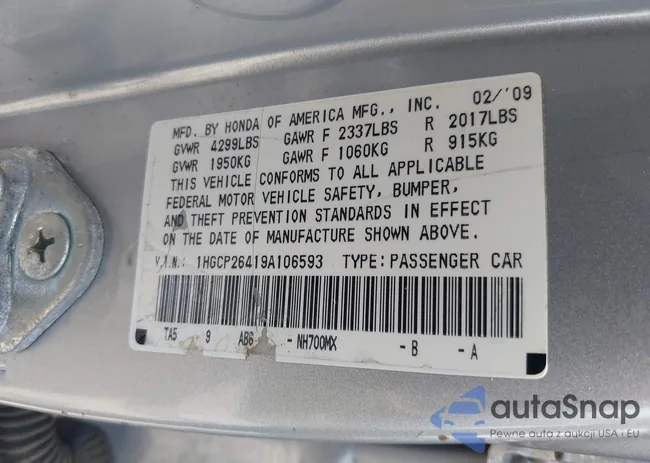 MFD. BY HONDA OF AMERICA MFG., INC. 02/'09
GVWR 4299LBS GAWR F 2337LBS R 2017LBS
GVWR 1950KG GAWR F 1060KG R 915KG
THIS VEHICLE CONFORMS TO ALL APPLICABLE
FEDERAL MOTOR VEHICLE SAFETY, BUMPER,
AND THEFT PREVENTION STANDARDS IN EFFECT
ON THE DATE OF MANUFACTURE SHOWN ABOVE.
V.I.N.: 1HGCP26419A106593 TYPE: PASSENGER CAR
TA5 9 AB6 - NH700MX - B - A
autaSnap
Pewne auta z aukcji USA i EU